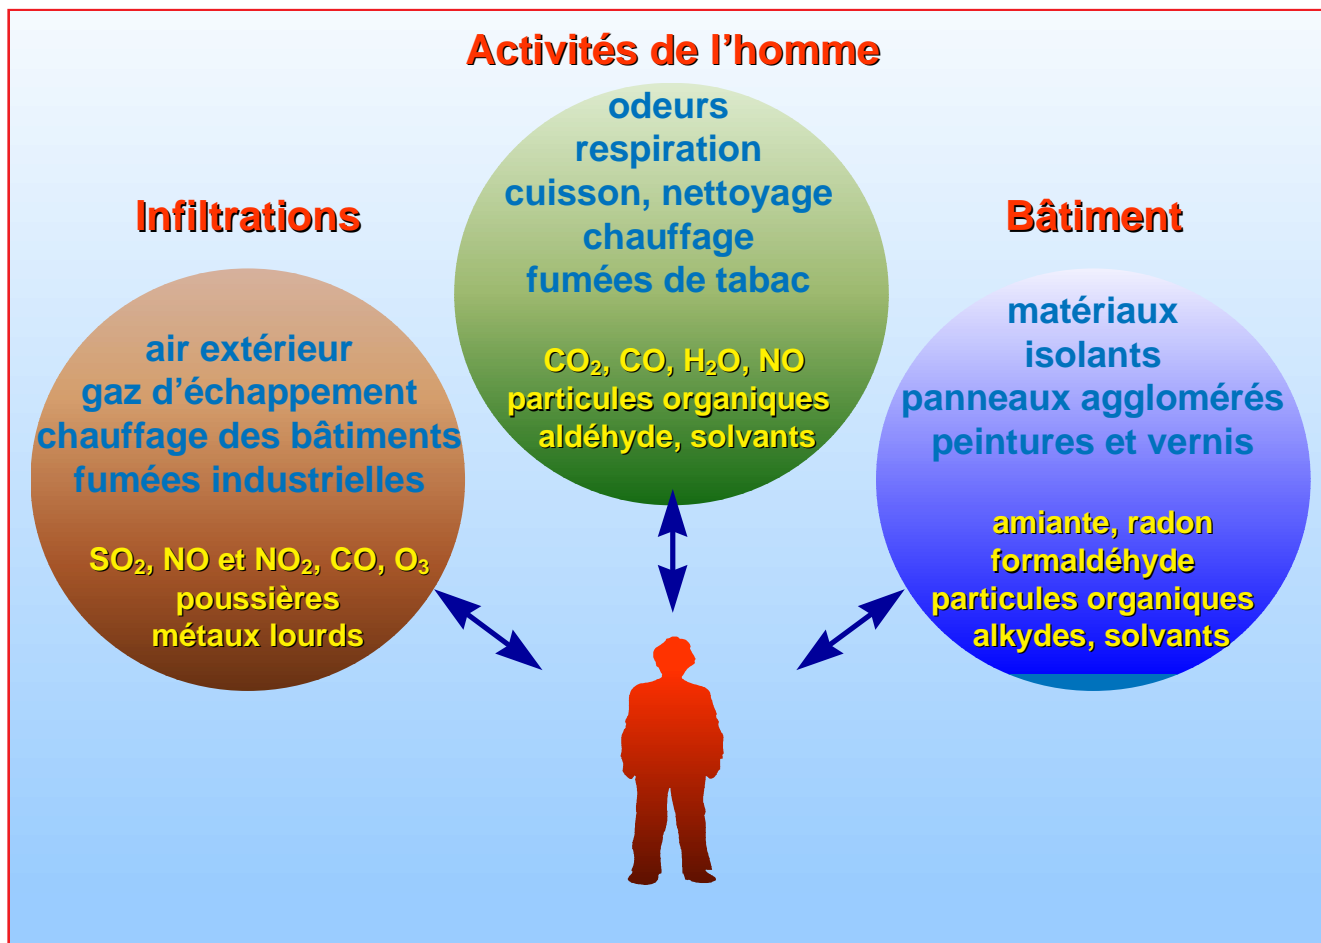 Activités de l’homme
odeurs
respiration
cuisson, nettoyage
chauffage
fumées de tabac
CO₂, CO, H₂O, NO
particules organiques
aldéhyde, solvants
Infiltrations
air extérieur
gaz d’échappement
chauffage des bâtiments
fumées industrielles
SO₂, NO et NO₂, CO, O₃
poussières
métaux lourds
Bâtiment
matériaux
isolants
panneaux agglomérés
peintures et vernis
amiante, radon
formaldéhyde
particules organiques
alkydes, solvants